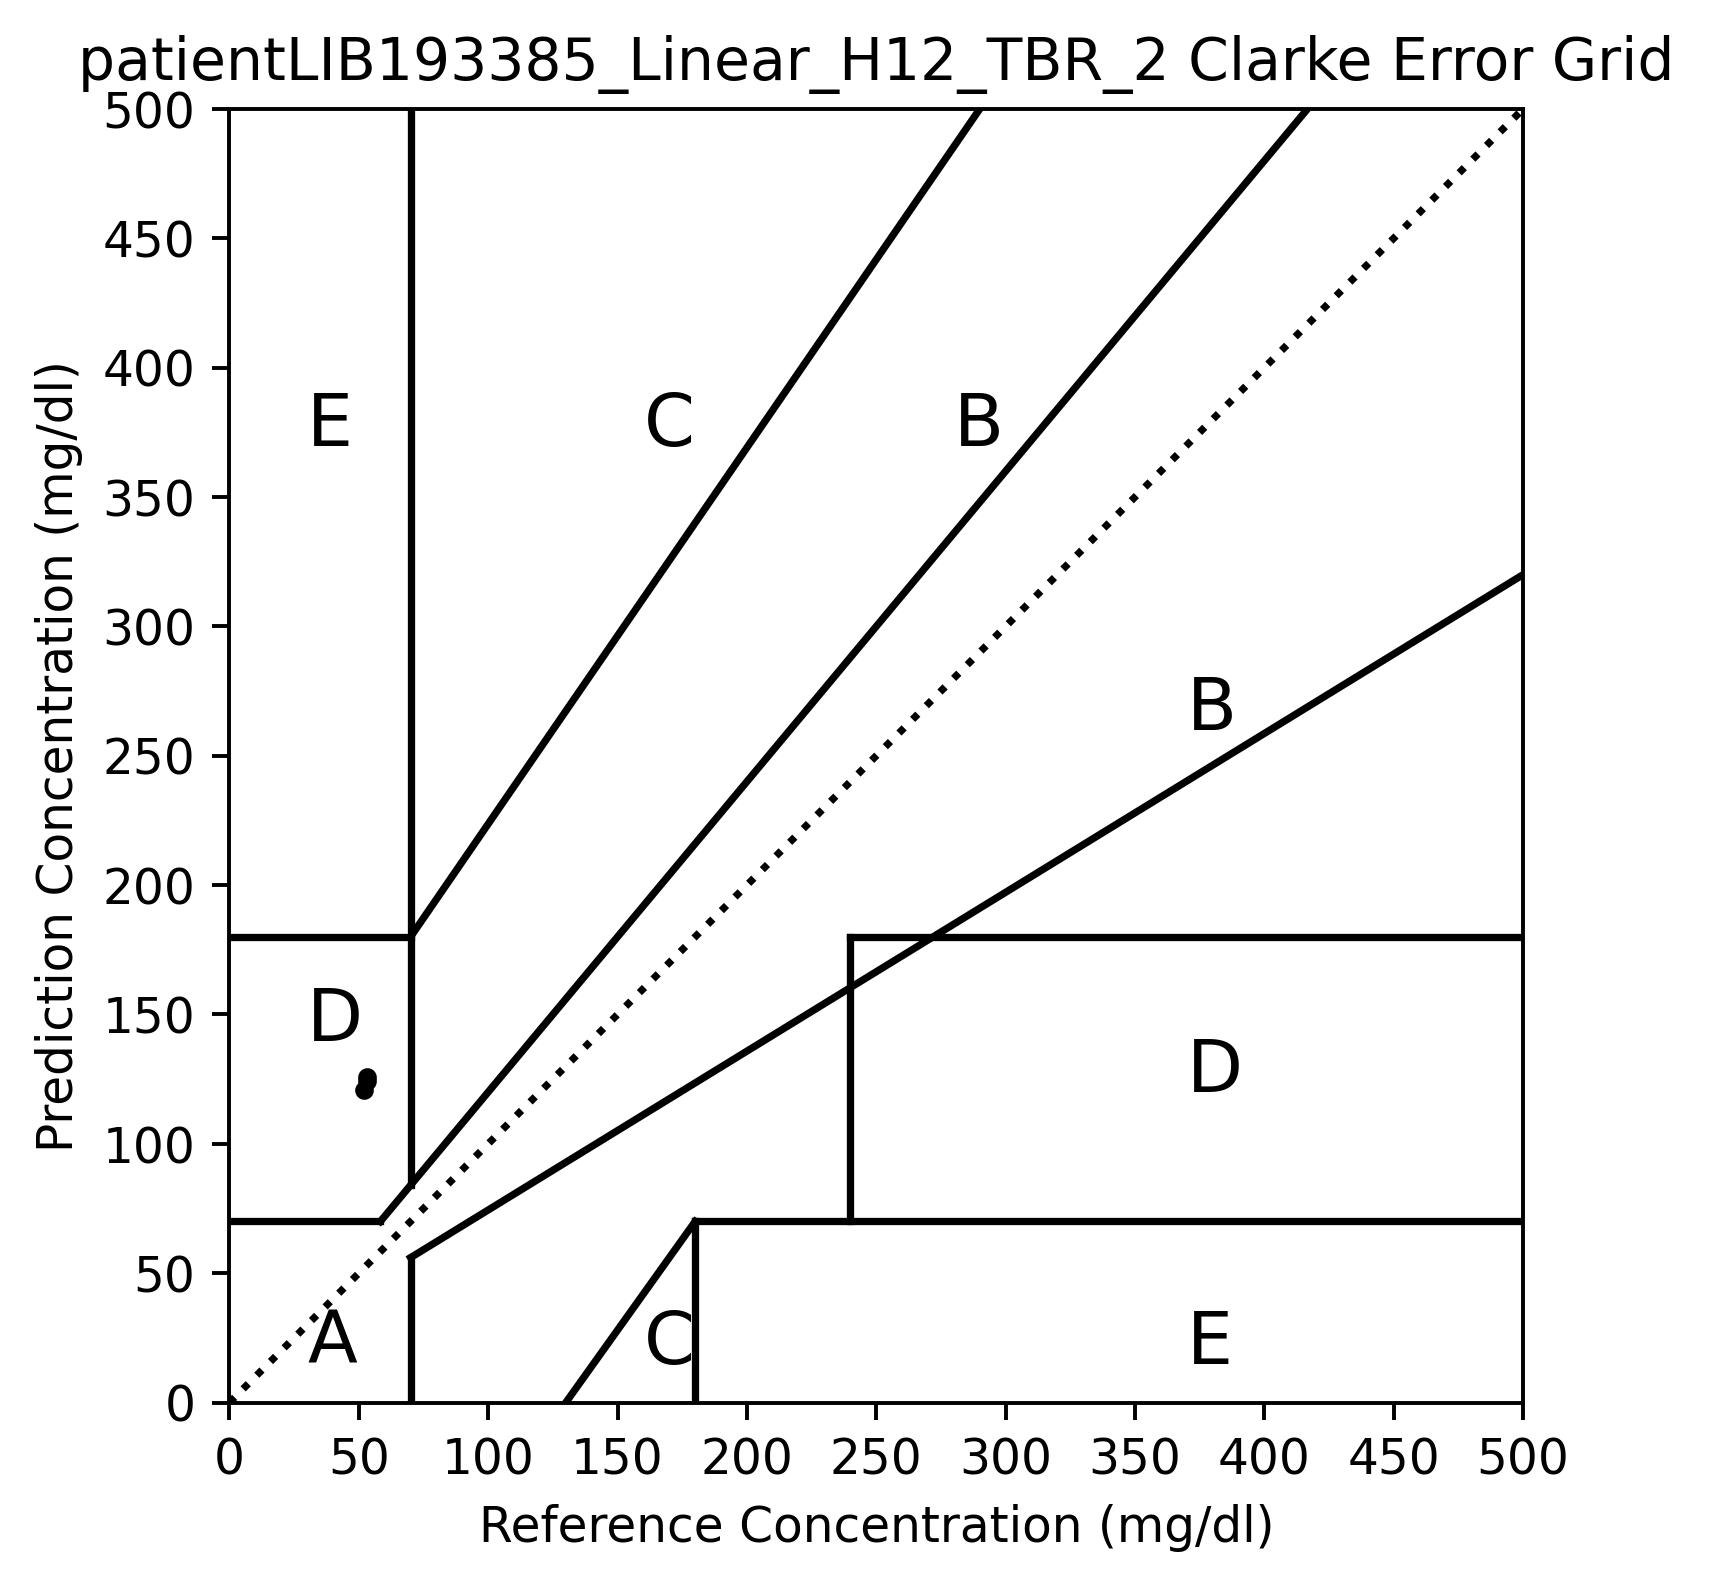 patientLIB193385_Linear_H12_TBR_2 Clarke Error Grid
500
450
400
350
300
250
200
150
100
50
0
Prediction Concentration (mg/dl)
E
C
B
B
D
D
A
C
E
0 50 100 150 200 250 300 350 400 450 500
Reference Concentration (mg/dl)